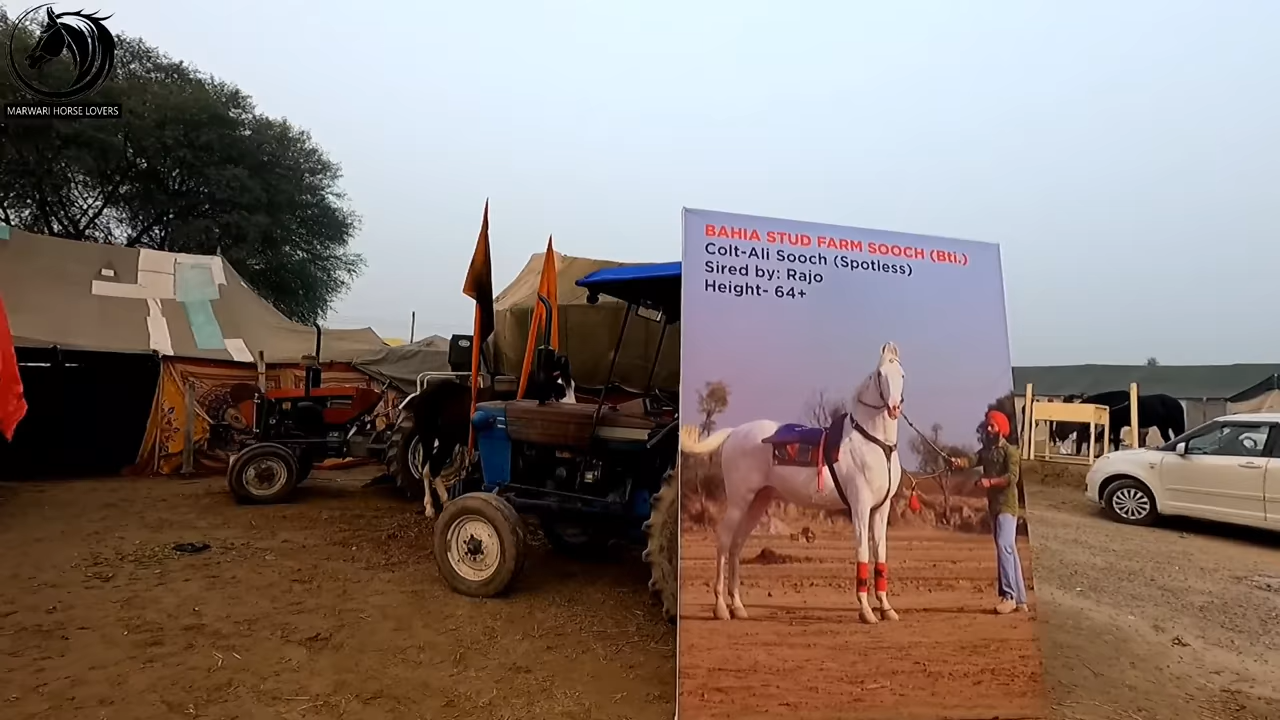 MARWARI HORSE LOVERS
BAHIA STUD FARM SOOCH (Bti.)
Colt-Ali Sooch (Spotless)
Sired by: Rajo
Height- 64+